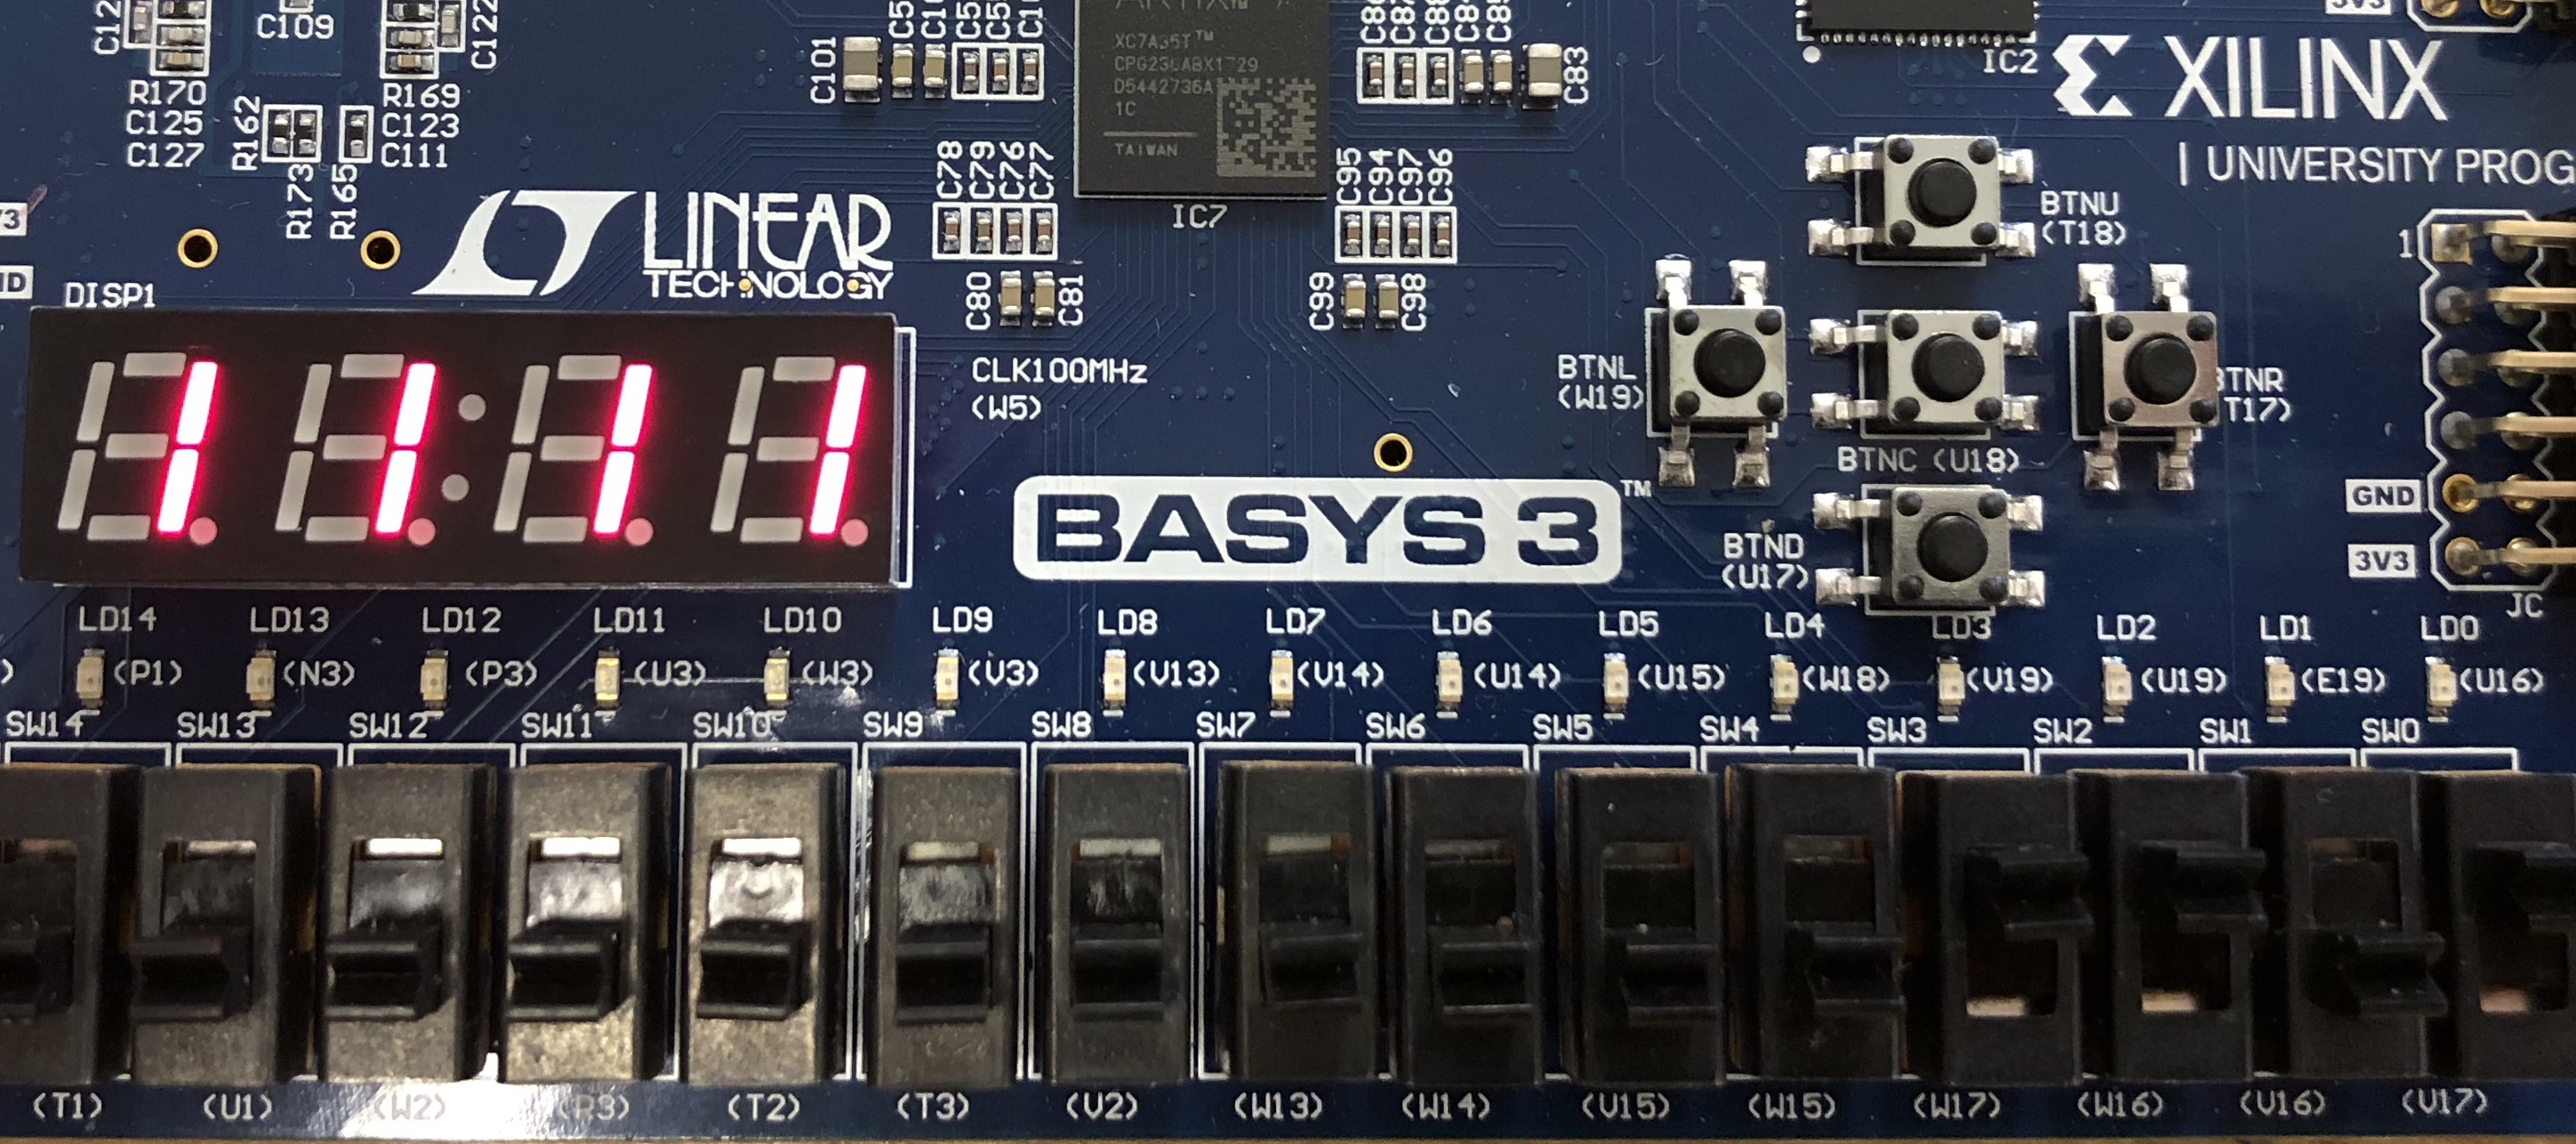 C109
C122
R170
C125
C127
R162
R173
R165
R169
C123
C111
C101
C78
C79
C76
C77
C80
C81
XC7A35T™
D5442736A
1C
TAIWAN
IC7
C95
C94
C97
C96
C99
C98
C83
IC2
3V3
XILINX
| UNIVERSITY PROG
LINEAR
TECHNOLOGY
DISP1
11:11
CLK100MHz
(W5)
BASYS 3™
BTNU
(T18)
BTNL
(W19)
BTNC (U18)
BTNR
T17)
BTND
(U17)
1
GND
3V3
JC
LD14 LD13 LD12 LD11 LD10 LD9 LD8 LD7 LD6 LD5 LD4 LD3 LD2 LD1 LD0
(P1) (N3) (P3) (U3) (W3) (V3) (V13) (V14) (U14) (U15) (W18) (V19) (U19) (E19) (U16)
SW14 SW13 SW12 SW11 SW10 SW9 SW8 SW7 SW6 SW5 SW4 SW3 SW2 SW1 SW0
(T1) (U1) (W2) (R3) (T2) (T3) (V2) (W13) (W14) (V15) (W15) (W17) (W16) (V16) (V17)